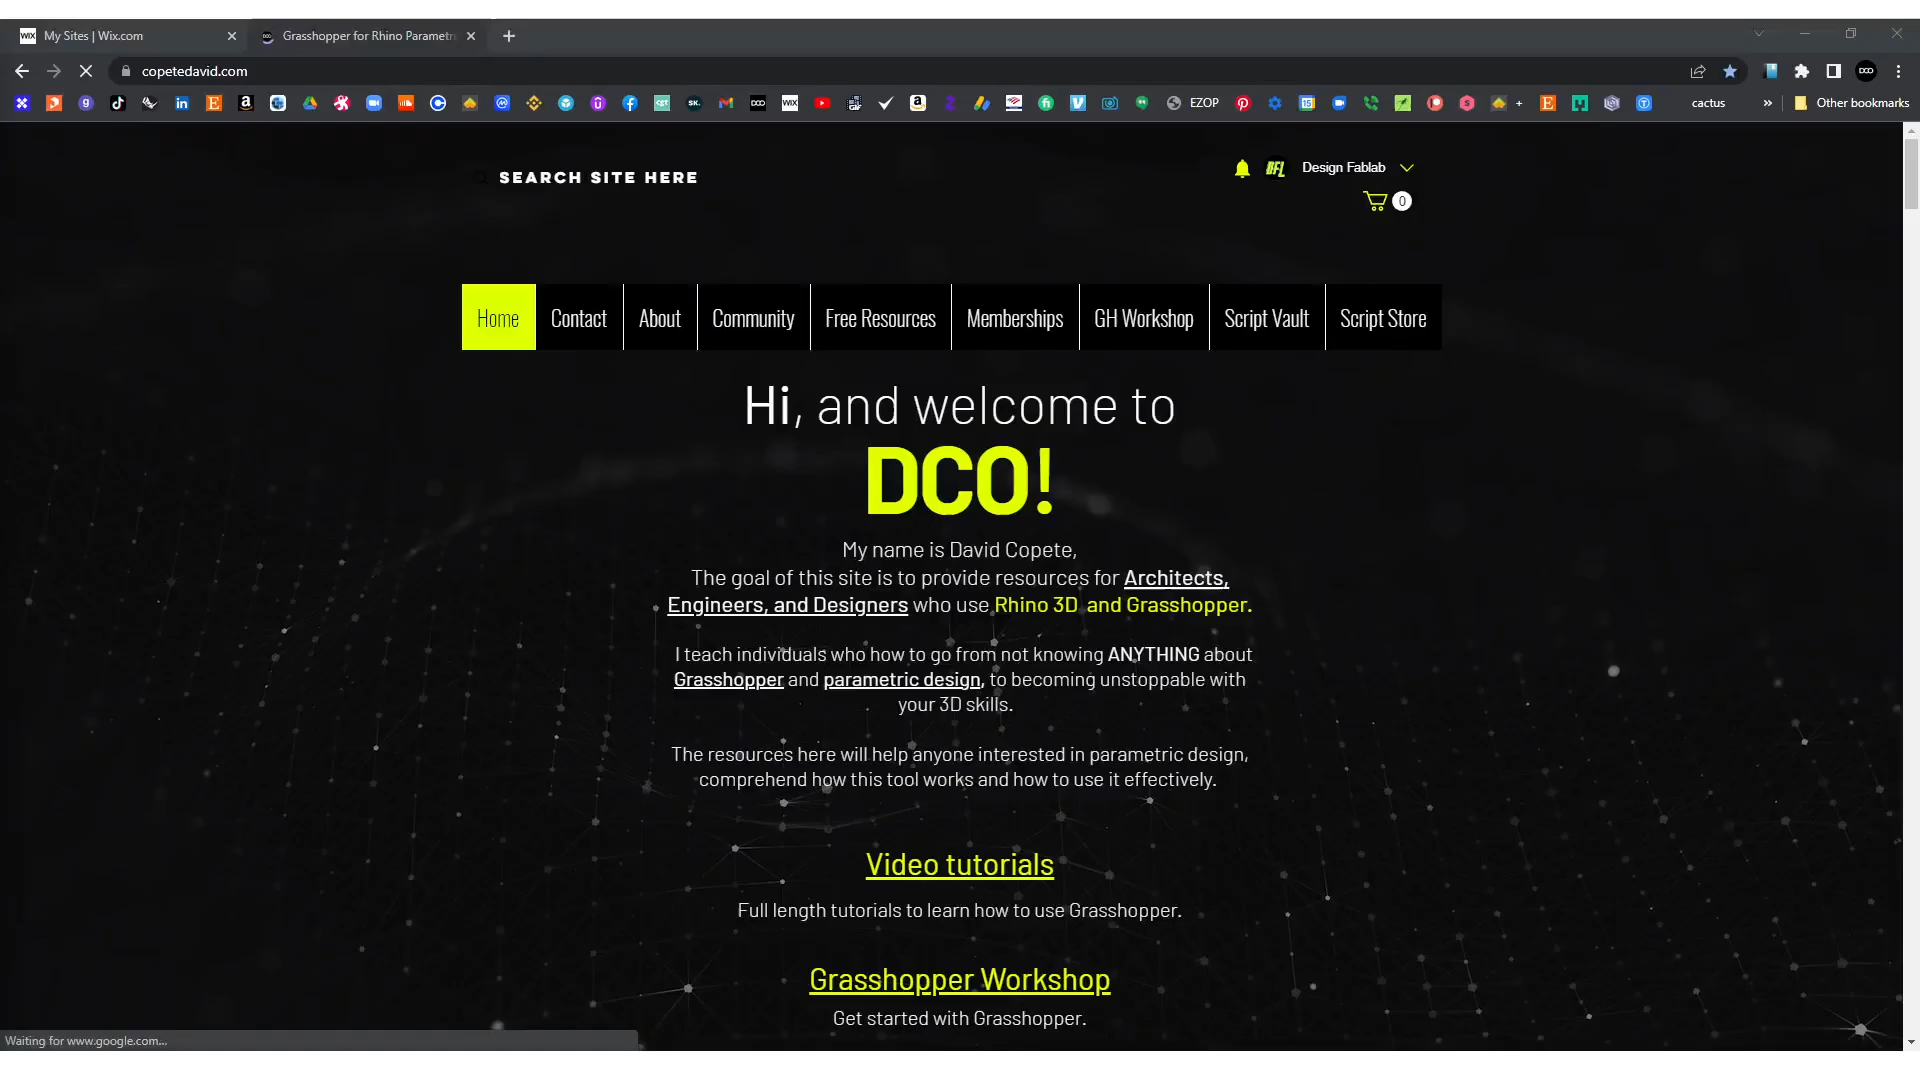 WIX My Sites | Wix.com
DCO Grasshopper for Rhino Parametri
copetedavid.com
DCO
EZOP
15
+
cactus
Other bookmarks
SEARCH SITE HERE
DFL Design Fablab
0
Home
Contact
About
Community
Free Resources
Memberships
GH Workshop
Script Vault
Script Store
Hi, and welcome to
DCO!
My name is David Copete,
The goal of this site is to provide resources for Architects,
Engineers, and Designers who use Rhino 3D and Grasshopper.
I teach individuals who how to go from not knowing ANYTHING about
Grasshopper and parametric design, to becoming unstoppable with
your 3D skills.
The resources here will help anyone interested in parametric design,
comprehend how this tool works and how to use it effectively.
Video tutorials
Full length tutorials to learn how to use Grasshopper.
Grasshopper Workshop
Get started with Grasshopper.
Waiting for www.google.com...